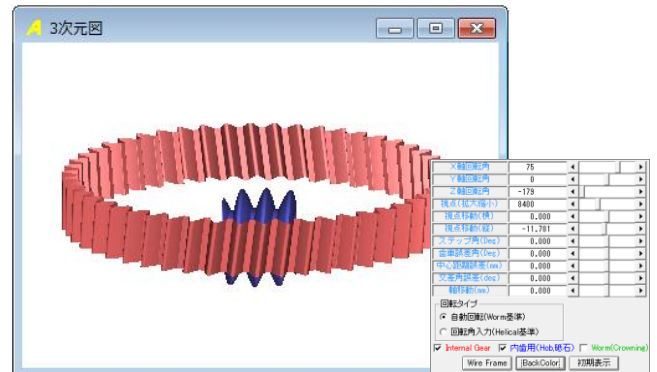 3次元図
X軸回転角 75
Y軸回転角 0
Z軸回転角 -179
視点(拡大縮小) 8400
視点移動(横) 0.000
視点移動(縦) -11.781
ステップ角(Deg) 0.000
歯車誤差角(Deg) 0.000
中心距離誤差(mm) 0.000
交差角誤差(deg) 0.000
軸移動(mm) 0.000
回転タイプ
自動回転(Worm基準)
回転角入力(Helical基準)
Internal Gear 内歯用(Hob,砥石) Worm(Crowning)
Wire Frame |BackColor| 初期表示